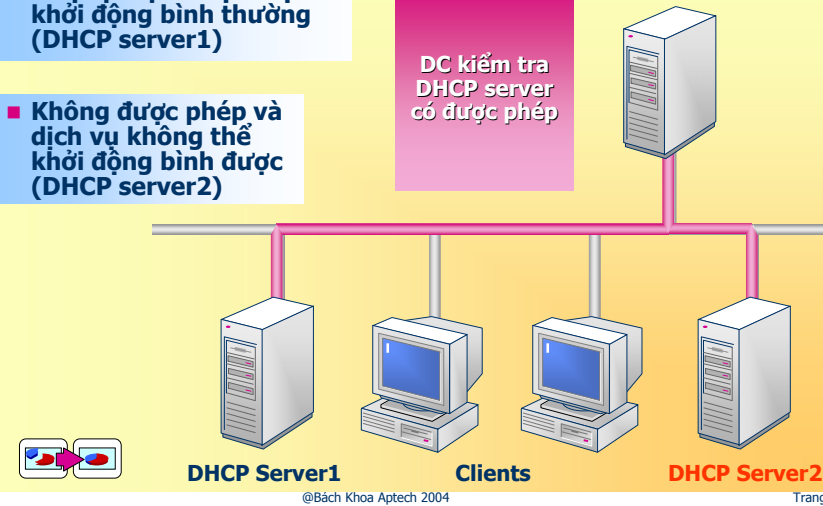 khởi động bình thường
(DHCP server1)
Không được phép và
dịch vụ không thể
khởi động bình được
(DHCP server2)
DC kiểm tra
DHCP server
có được phép
DHCP Server1
Clients
DHCP Server2
@Bách Khoa Aptech 2004
Trang